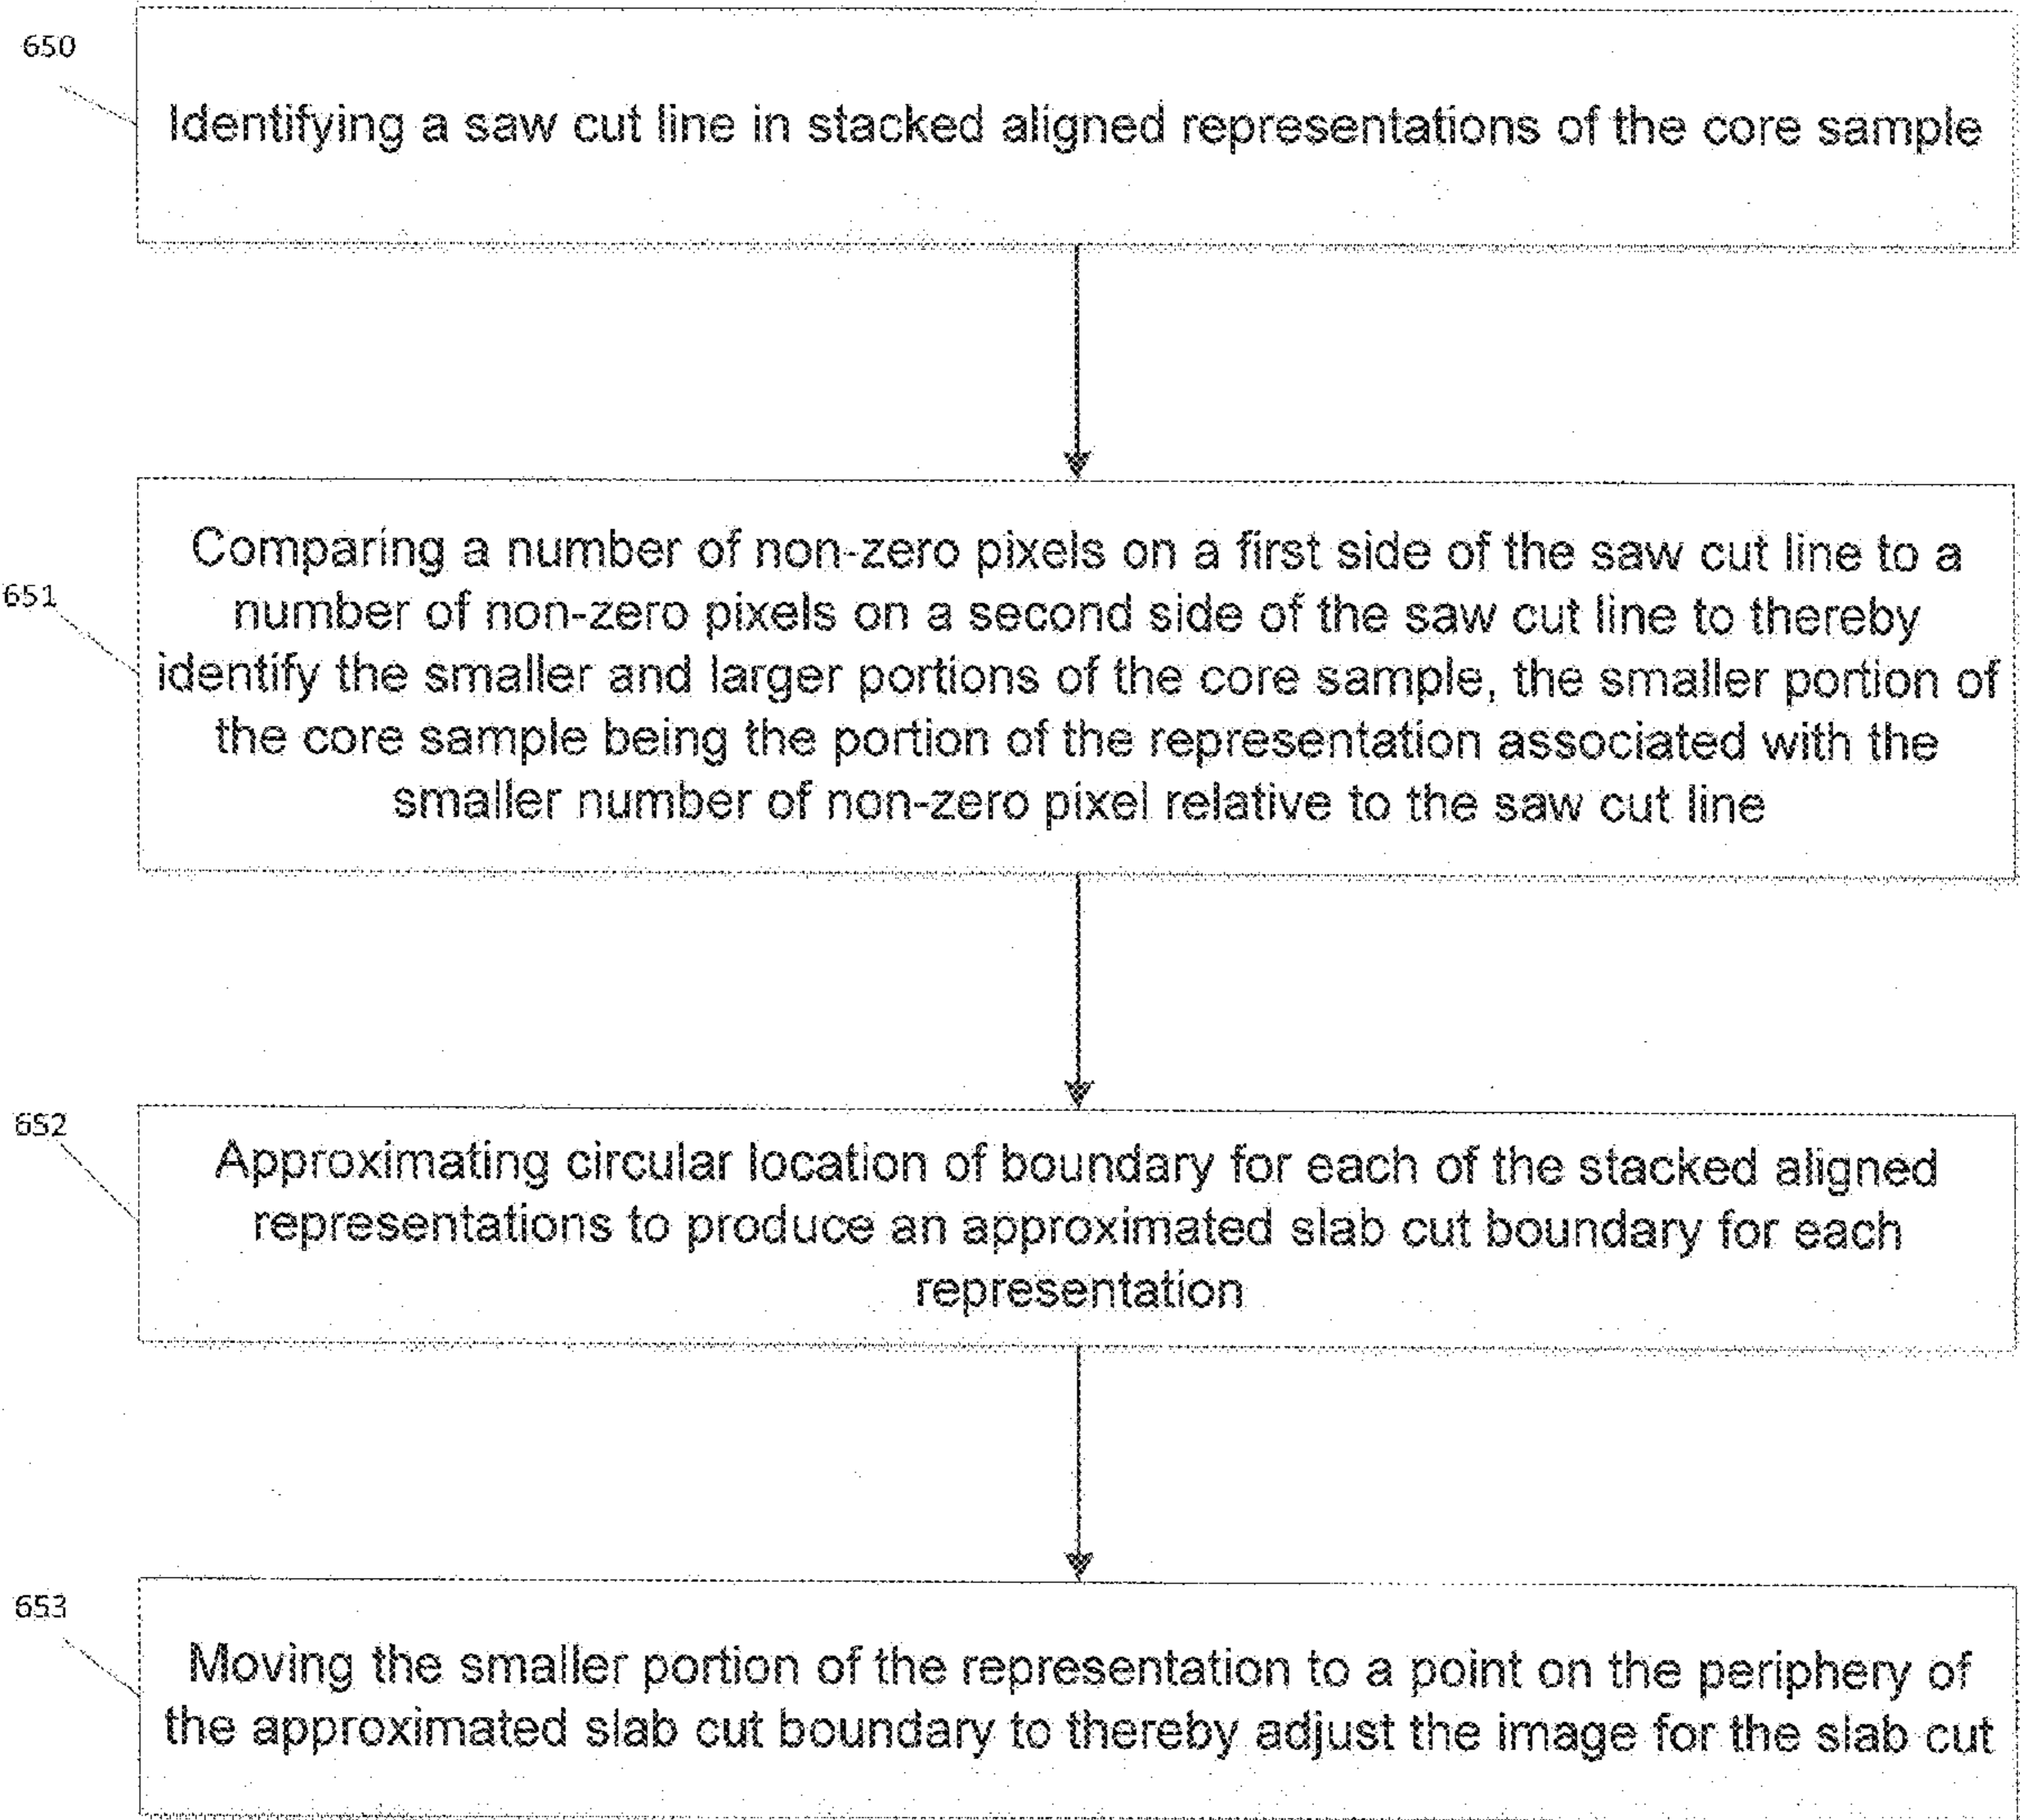 650
Identifying a saw cut line in stacked aligned representations of the core sample
651
Comparing a number of non-zero pixels on a first side of the saw cut line to a
number of non-zero pixels on a second side of the saw cut line to thereby
identify the smaller and larger portions of the core sample, the smaller portion of
the core sample being the portion of the representation associated with the
smaller number of non-zero pixel relative to the saw cut line
652
Approximating circular location of boundary for each of the stacked aligned
representations to produce an approximated slab cut boundary for each
representation
653
Moving the smaller portion of the representation to a point on the periphery of
the approximated slab cut boundary to thereby adjust the image for the slab cut